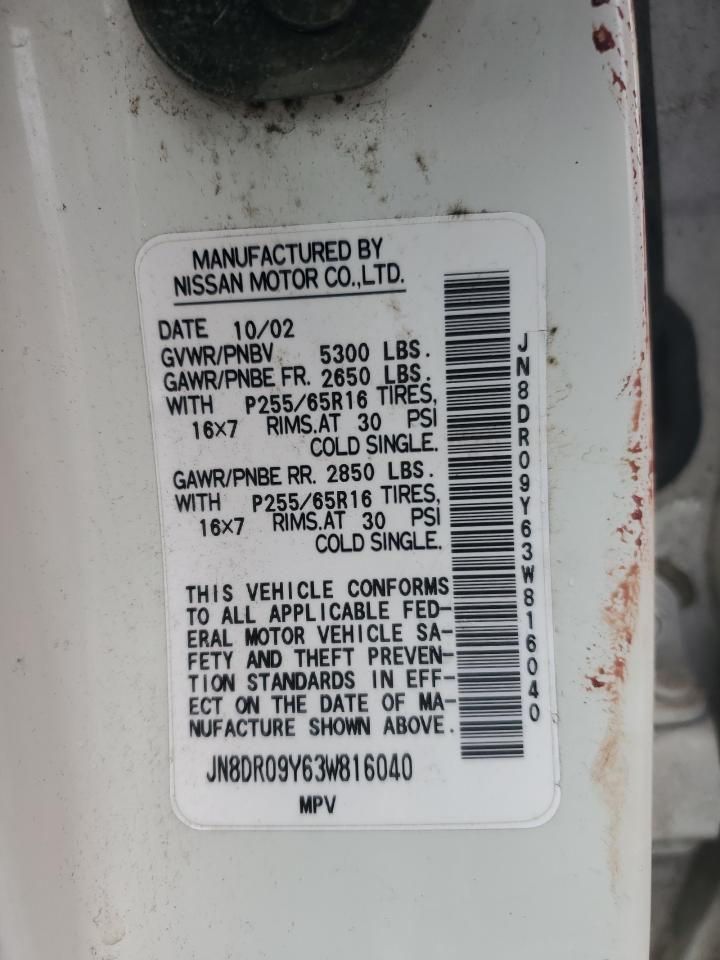 MANUFACTURED BY
NISSAN MOTOR CO.,LTD.
DATE 10/02
GVWR/PNBV 5300 LBS.
GAWR/PNBE FR. 2650 LBS.
WITH P255/65R16 TIRES,
16×7 RIMS.AT 30 PSI
COLD SINGLE.
GAWR/PNBE RR. 2850 LBS.
WITH P255/65R16 TIRES,
16×7 RIMS.AT 30 PSI
COLD SINGLE.
THIS VEHICLE CONFORMS
TO ALL APPLICABLE FED-
ERAL MOTOR VEHICLE SA-
FETY AND THEFT PREVEN-
TION STANDARDS IN EFF-
ECT ON THE DATE OF MA-
NUFACTURE SHOWN ABOVE.
JN8DR09Y63W816040
MPV
JN8DR09Y63W816040